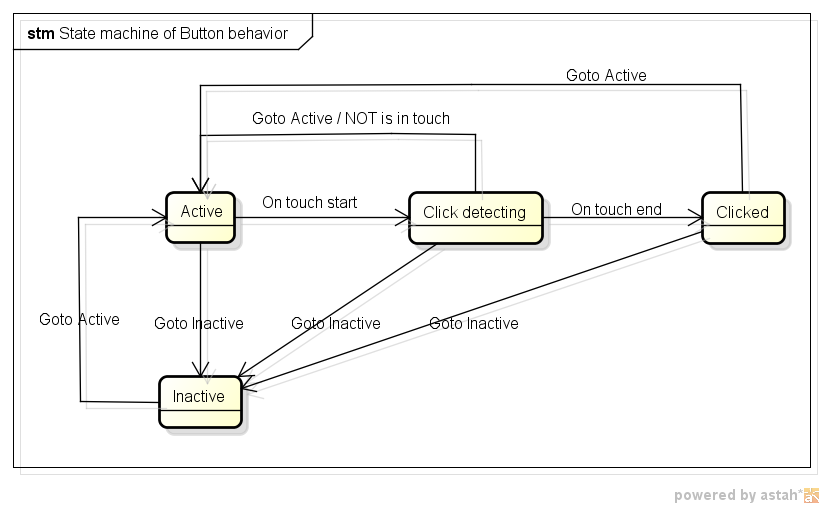 stm State machine of Button behavior
Goto Active
Goto Active / NOT is in touch
Active
On touch start
Click detecting
On touch end
Clicked
Goto Active
Goto Inactive
Goto Inactive
Goto Inactive
Inactive
powered by astah*